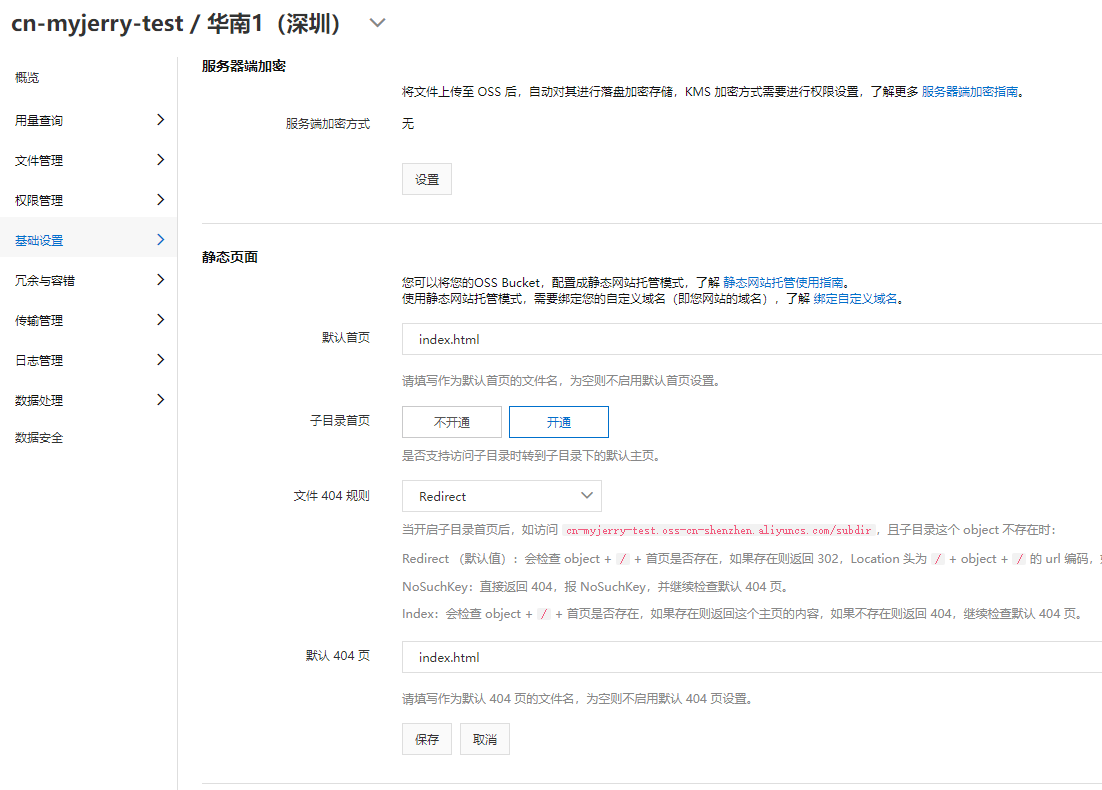 cn-myjerry-test / 华南1（深圳）
概览
用量查询
文件管理
权限管理
基础设置
冗余与容错
传输管理
日志管理
数据处理
数据安全
服务器端加密
将文件上传至 OSS 后，自动对其进行落盘加密存储，KMS 加密方式需要进行权限设置，了解更多 服务器端加密指南。
服务端加密方式 无
设置
静态页面
您可以将您的OSS Bucket，配置成静态网站托管模式，了解 静态网站托管使用指南。
使用静态网站托管模式，需要绑定您的自定义域名（即您网站的域名），了解 绑定自定义域名。
默认首页 index.html
请填写作为默认首页的文件名，为空则不启用默认首页设置。
子目录首页 不开通 开通
是否支持访问子目录时转到子目录下的默认主页。
文件 404 规则 Redirect
当开启子目录首页后，如访问 cn-myjerry-test.oss-cn-shenzhen.aliyuncs.com/subdir ，且子目录这个 object 不存在时：
Redirect （默认值）：会检查 object + / + 首页是否存在，如果存在则返回 302，Location 头为 / + object + / 的 url 编码，
NoSuchKey：直接返回 404，报 NoSuchKey，并继续检查默认 404 页。
Index：会检查 object + / + 首页是否存在，如果存在则返回这个主页的内容，如果不存在则返回 404，继续检查默认 404 页。
默认 404 页 index.html
请填写作为默认 404 页的文件名，为空则不启用默认 404 页设置。
保存 取消